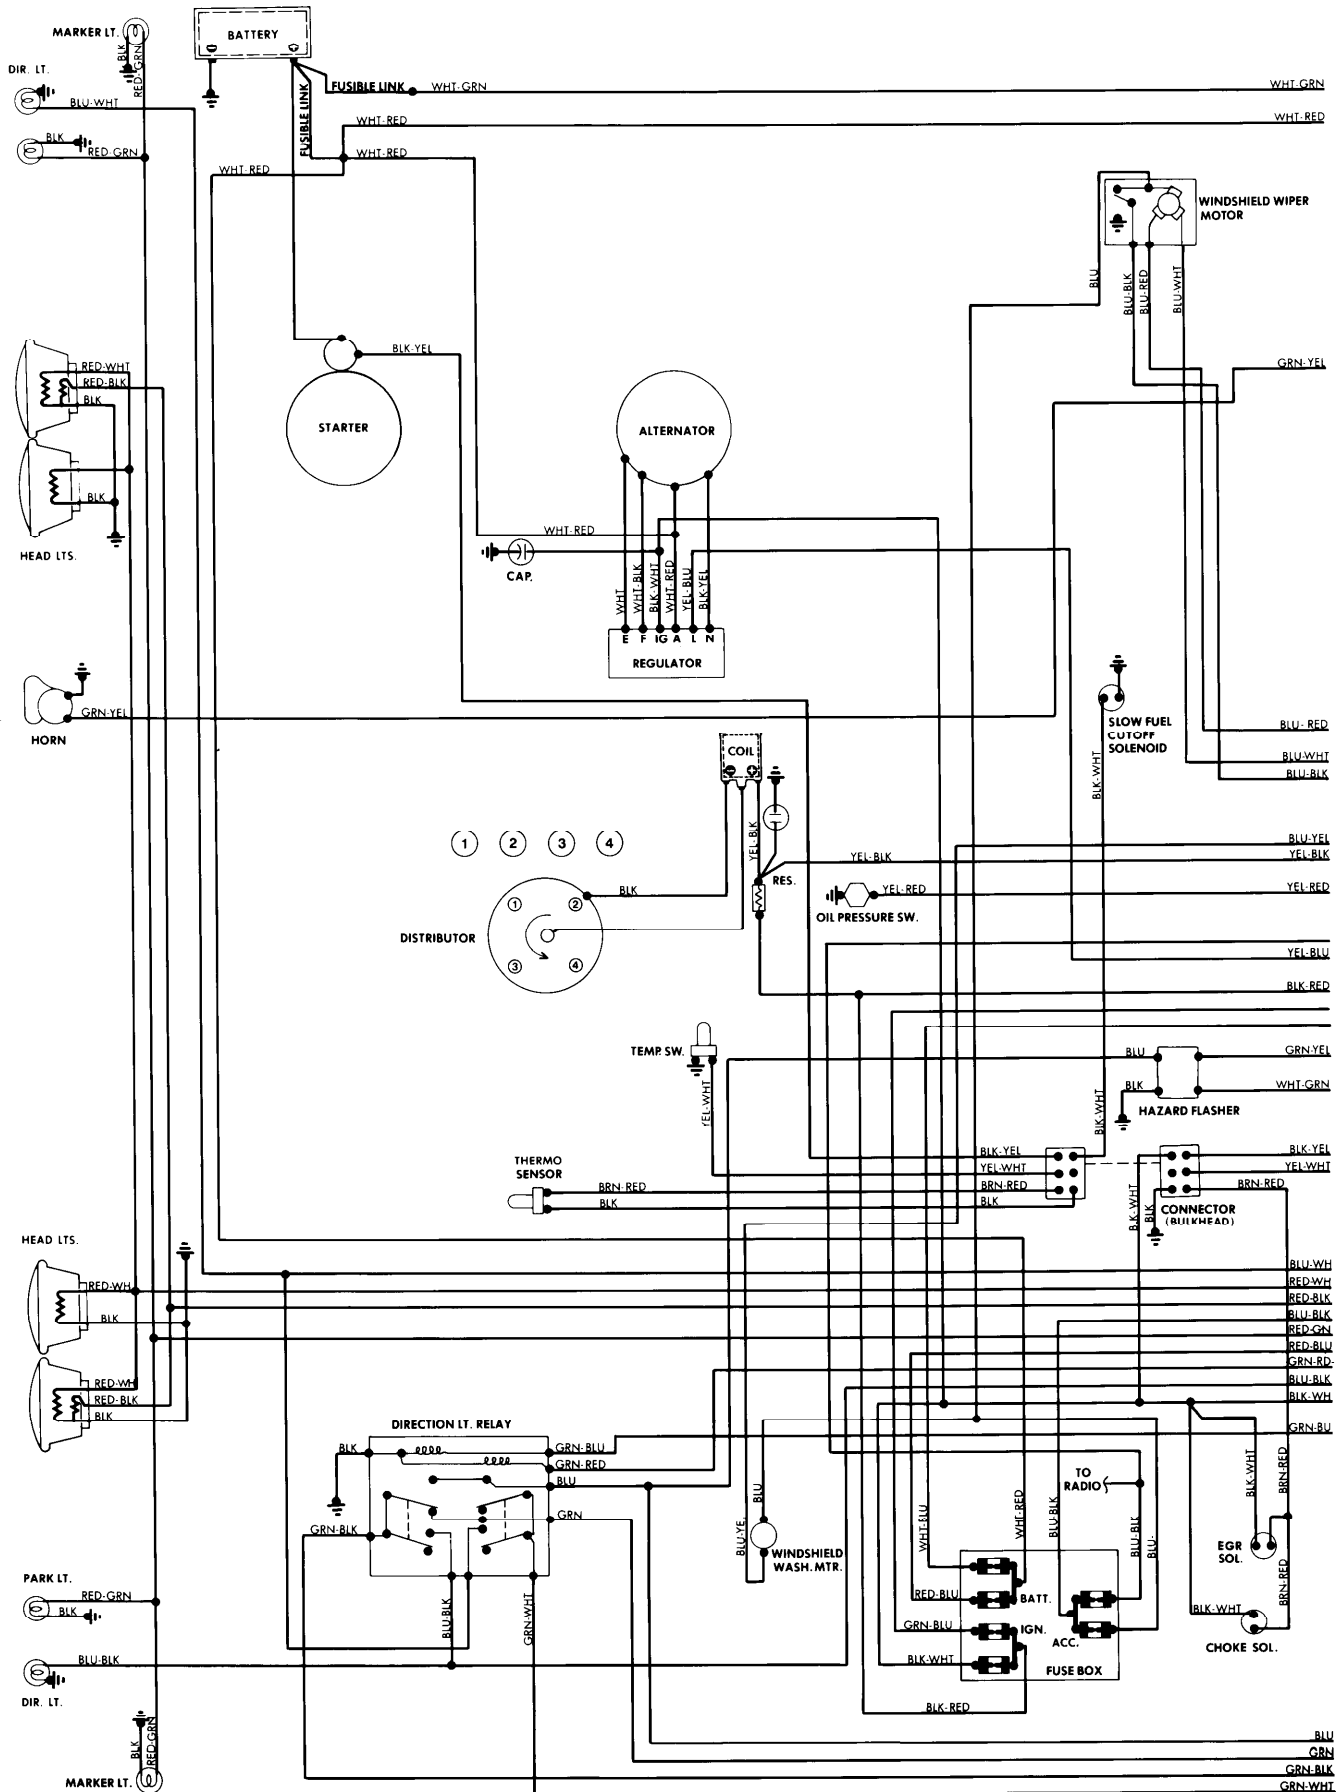 MARKER LT.
BLK
RED-GRN
BATTERY
DIR. LT.
BLU-WHT
FUSIBLE LINK
WHT-GRN
WHT-GRN
FUSIBLE LINK
WHT-RED
WHT-RED
BLK
RED-GRN
WHT-RED
WHT-RED
WINDSHIELD WIPER
MOTOR
BLU
BLU-BLK
BLU-RED
BLU-WHT
RED-WHT
RED-BLK
BLK
BLK-YEL
GRN-YEL
STARTER
ALTERNATOR
BLK
HEAD LTS.
WHT-RED
CAP.
WHT
WHT-BLK
BLK-WHT
WHT-RED
YEL-BLU
BLK-YEL
E F IG A L N
REGULATOR
GRN-YEL
HORN
SLOW FUEL
CUTOFF
SOLENOID
BLU-RED
BLU-WHT
BLU-BLK
COIL
BLK-WHT
YEL-BLK
1 2 3 4
BLU-YEL
YEL-BLK
YEL-BLK
RES.
BLK
YEL-RED
YEL-RED
OIL PRESSURE SW.
1 2
DISTRIBUTOR
3 4
YEL-BLU
BLK-RED
TEMP. SW.
BLU
GRN-YEL
BLK
WHT-GRN
HAZARD FLASHER
YEL-WHT
BLK-WHT
THERMO
SENSOR
BLK-YEL
YEL-WHT
BRN-RED
BRN-RED
BLK
BLK-YEL
YEL-WHT
BRN-RED
BLK-WHT
BLK
CONNECTOR
(BULKHEAD)
HEAD LTS.
RED-WH
BLK
BLU-WH
RED-WH
RED-BLK
BLU-BLK
RED-GN
RED-BLU
GRN-RD-
BLU-BLK
BLK-WH
GRN-BU
RED-WH
RED-BLK
BLK
DIRECTION LT. RELAY
BLK
GRN-BLU
GRN-RED
BLU
GRN
GRN-BLK
BLU-BLK
GRN-WHT
BLU-YE
BLU
WINDSHIELD
WASH. MTR.
WHT-BLU
WHT-RED
BLU-BLK
TO
RADIO
BLU-BLK
BLU-
BLK-WHT
BRN-RED
EGR
SOL.
BRN-RED
BLK-WHT
CHOKE SOL.
RED-BLU
BATT.
GRN-BLU
IGN.
ACC.
BLK-WHT
FUSE BOX
BLK-RED
PARK LT.
RED-GRN
BLK
BLU-BLK
DIR. LT.
BLK
RED-GRN
MARKER LT.
BLU
GRN
GRN-BLK
GRN-WHT